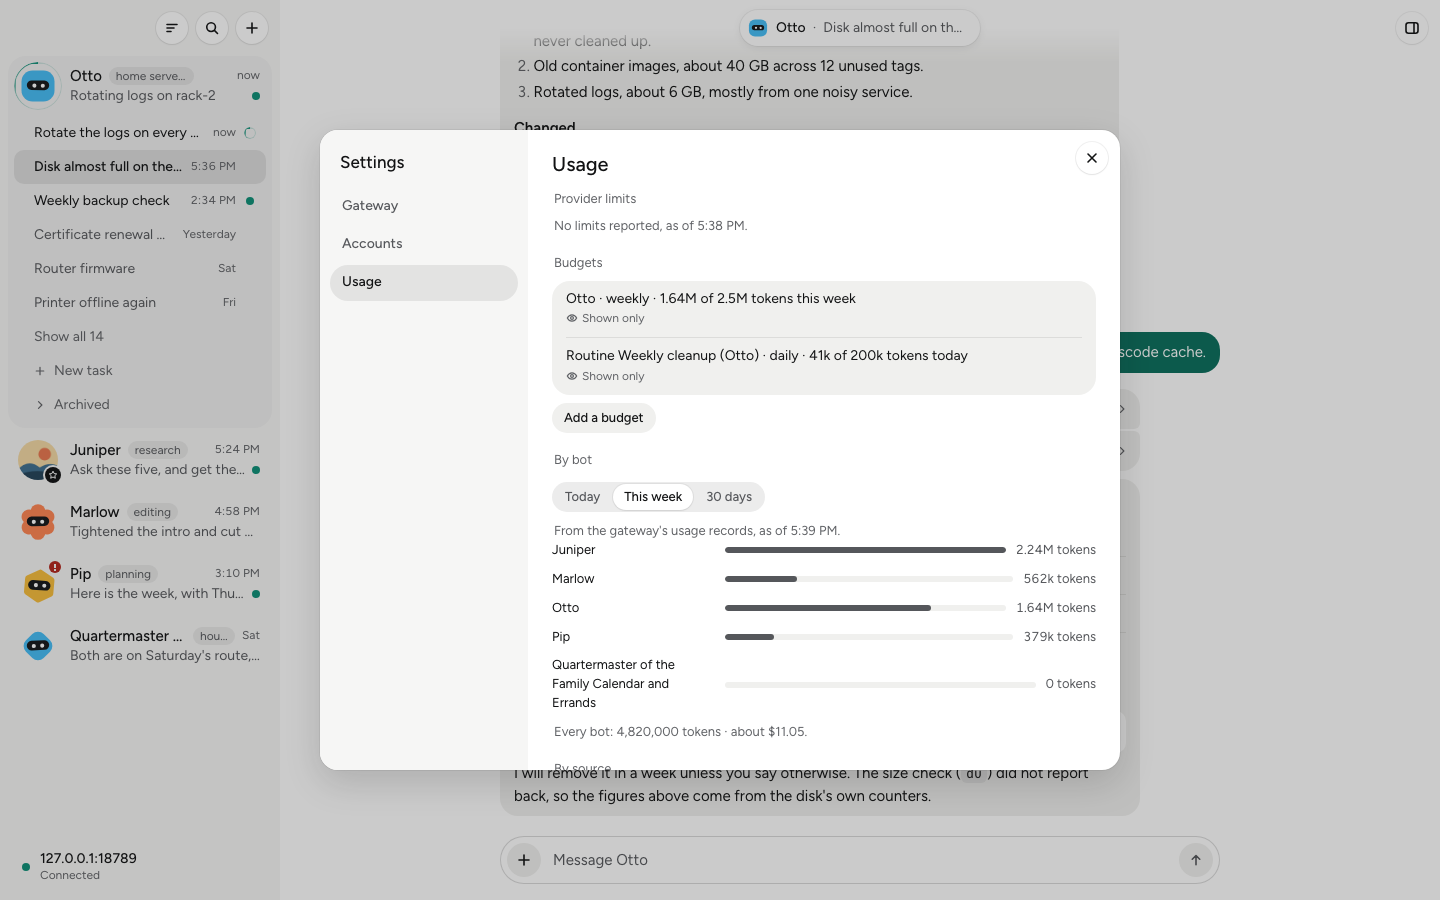 Otto home serve... now
Rotating logs on rack-2
Rotate the logs on every ... now
Disk almost full on the... 5:36 PM
Weekly backup check 2:34 PM
Certificate renewal ... Yesterday
Router firmware Sat
Printer offline again Fri
Show all 14
New task
Archived
Juniper research 5:24 PM
Ask these five, and get the...
Marlow editing 4:58 PM
Tightened the intro and cut ...
Pip planning 3:10 PM
Here is the week, with Thu...
Quartermaster ... hou... Sat
Both are on Saturday's route,...
127.0.0.1:18789
Connected
Otto · Disk almost full on th...
never cleaned up.
2. Old container images, about 40 GB across 12 unused tags.
3. Rotated logs, about 6 GB, mostly from one noisy service.
Changed
scode cache.
Settings
Gateway
Accounts
Usage
Usage
Provider limits
No limits reported, as of 5:38 PM.
Budgets
Otto · weekly · 1.64M of 2.5M tokens this week
Shown only
Routine Weekly cleanup (Otto) · daily · 41k of 200k tokens today
Shown only
Add a budget
By bot
Today This week 30 days
From the gateway's usage records, as of 5:39 PM.
Juniper 2.24M tokens
Marlow 562k tokens
Otto 1.64M tokens
Pip 379k tokens
Quartermaster of the
Family Calendar and
Errands
0 tokens
Every bot: 4,820,000 tokens · about $11.05.
By source
I will remove it in a week unless you say otherwise. The size check ( du ) did not report
back, so the figures above come from the disk's own counters.
Message Otto